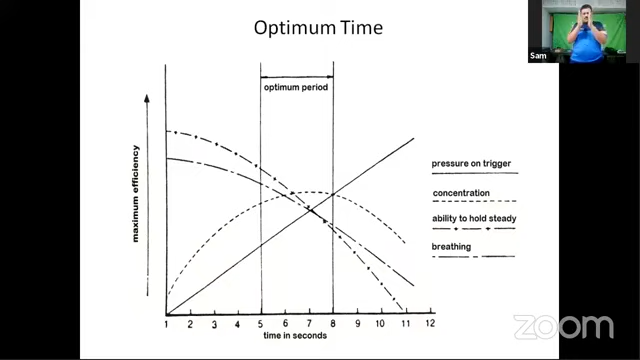 Optimum Time
Sam
optimum period
maximum efficiency
pressure on trigger
concentration
ability to hold steady
breathing
1 2 3 4 5 6 7 8 9 10 11 12
time in seconds
zoom